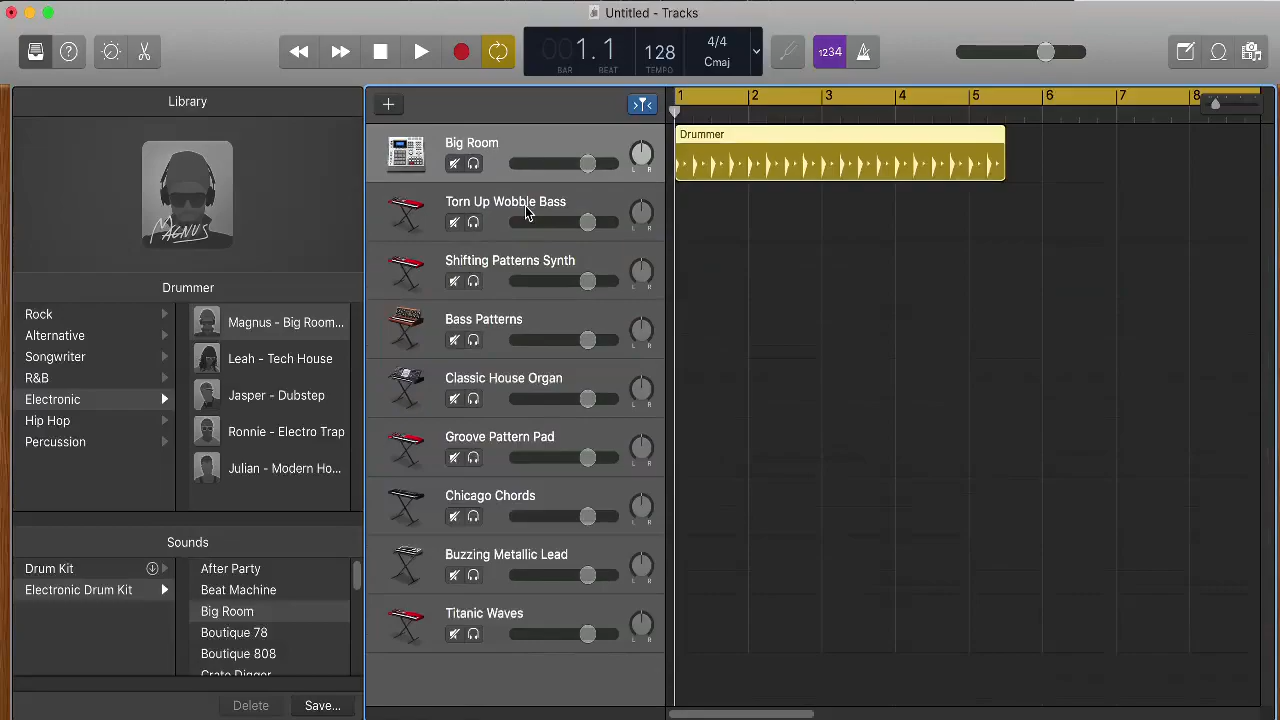 Untitled - Tracks
1.1
BAR BEAT
128
TEMPO
4/4
Cmaj
1234
Library
MAGNUS
Drummer
Rock
Alternative
Songwriter
R&B
Electronic
Hip Hop
Percussion
Magnus - Big Room...
Leah - Tech House
Jasper - Dubstep
Ronnie - Electro Trap
Julian - Modern Ho...
Sounds
Drum Kit
Electronic Drum Kit
After Party
Beat Machine
Big Room
Boutique 78
Boutique 808
Crate Digger
Delete
Save...
Big Room
L R
Torn Up Wobble Bass
L R
Shifting Patterns Synth
L R
Bass Patterns
L R
Classic House Organ
L R
Groove Pattern Pad
L R
Chicago Chords
L R
Buzzing Metallic Lead
L R
Titanic Waves
L R
1 2 3 4 5 6 7 8
Drummer